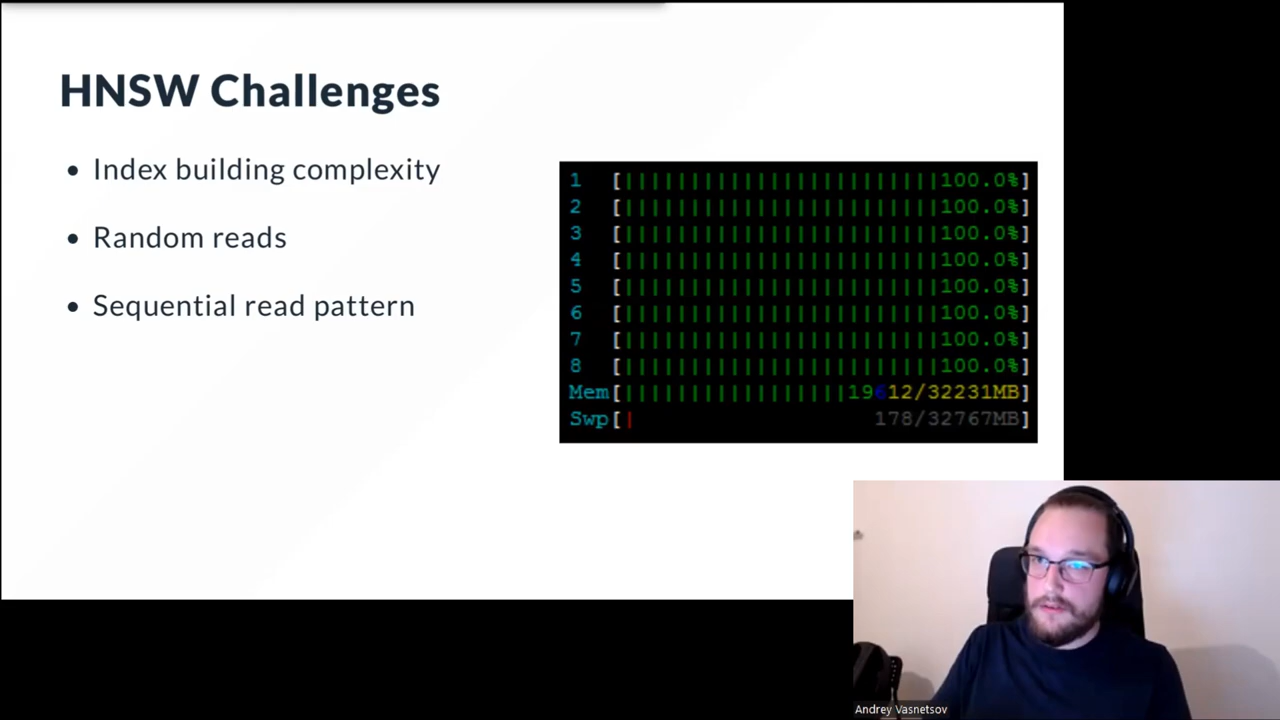 HNSW Challenges
• Index building complexity
• Random reads
• Sequential read pattern
1 [||||||||||||||||||||||||100.0%]
2 [||||||||||||||||||||||||100.0%]
3 [||||||||||||||||||||||||100.0%]
4 [||||||||||||||||||||||||100.0%]
5 [||||||||||||||||||||||||100.0%]
6 [||||||||||||||||||||||||100.0%]
7 [||||||||||||||||||||||||100.0%]
8 [||||||||||||||||||||||||100.0%]
Mem[|||||||||||||||||19612/32231MB]
Swp[| 178/32767MB]
Andrey Vasnetsov